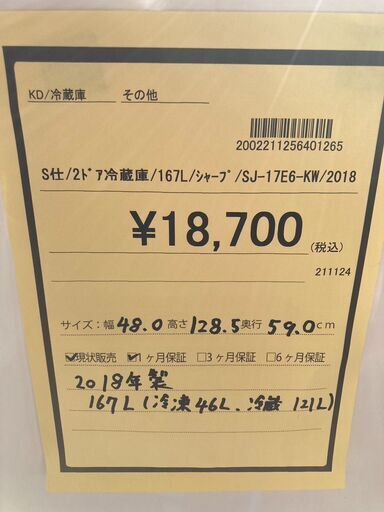 KD/冷蔵庫 その他
2002211256401265
S仕/2ﾄﾞｱ冷蔵庫/167L/ｼｬｰﾌﾟ/SJ-17E6-KW/2018
¥18,700 (税込)
211124
サイズ:幅 48.0 高さ 128.5 奥行 59.0 cm
☑現状販売 ☑1ヶ月保証 □3ヶ月保証 □6ヶ月保証
2018年製
167L(冷凍46L、冷蔵121L)